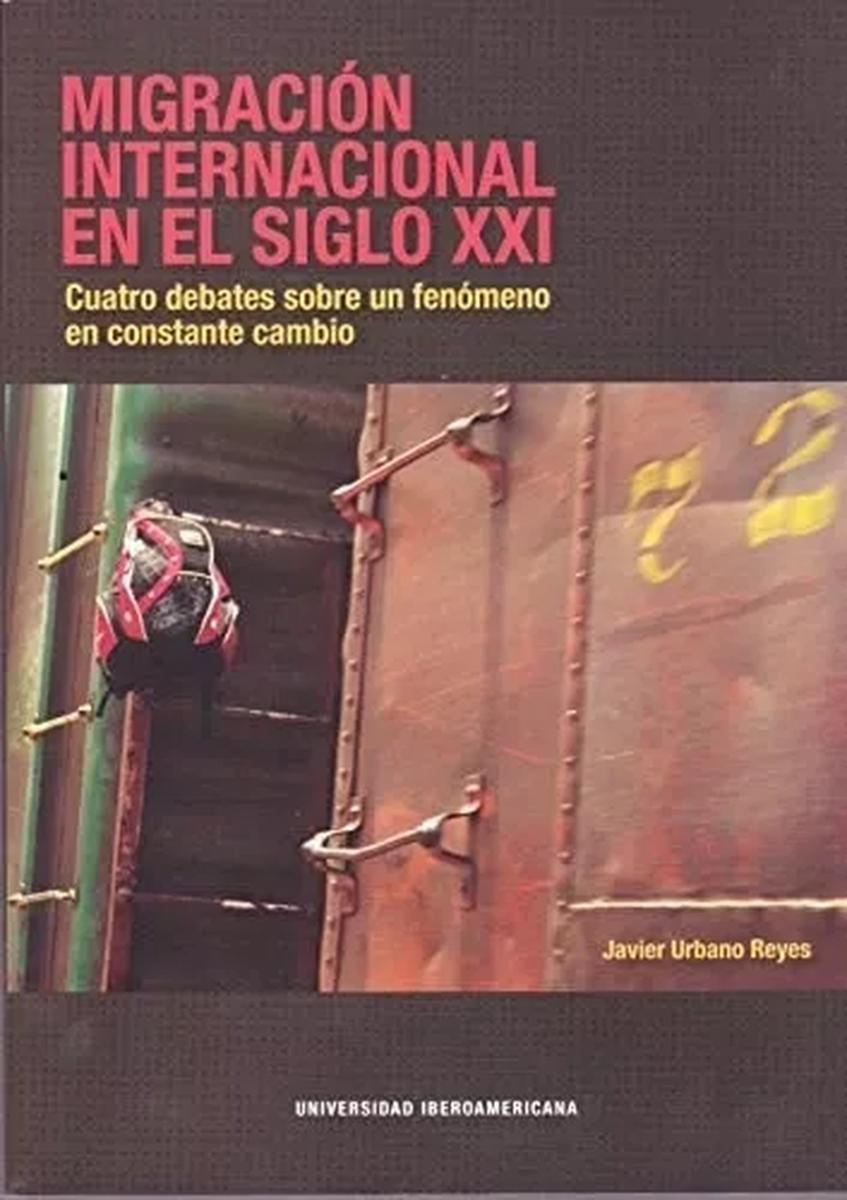 MIGRACIÓN
INTERNACIONAL
EN EL SIGLO XXI
Cuatro debates sobre un fenómeno
en constante cambio
72
Javier Urbano Reyes
UNIVERSIDAD IBEROAMERICANA